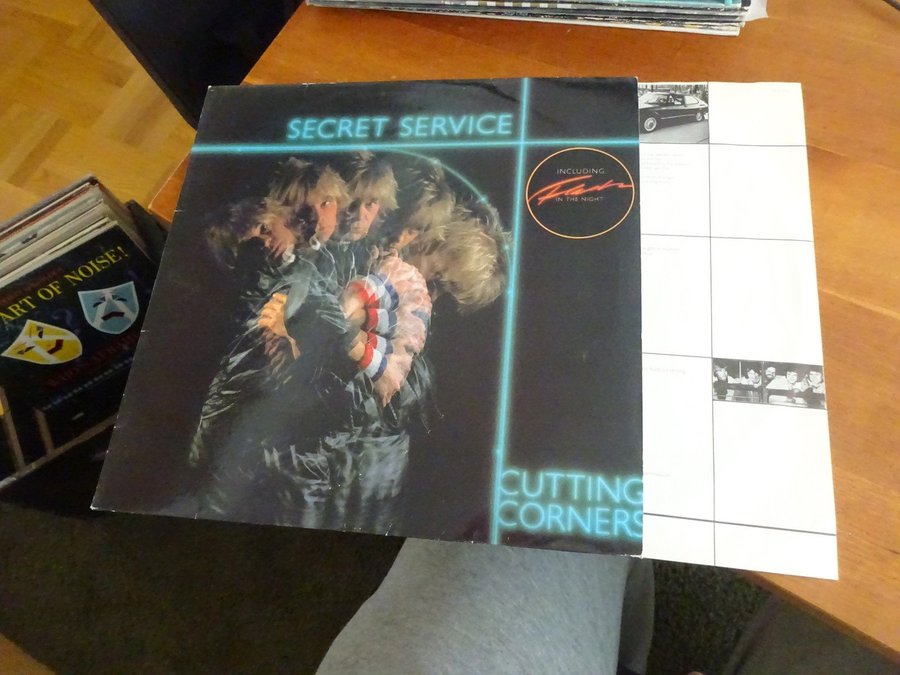 SECRET SERVICE
INCLUDING
Flash
IN THE NIGHT
CUTTING
CORNERS
ART OF NOISE!